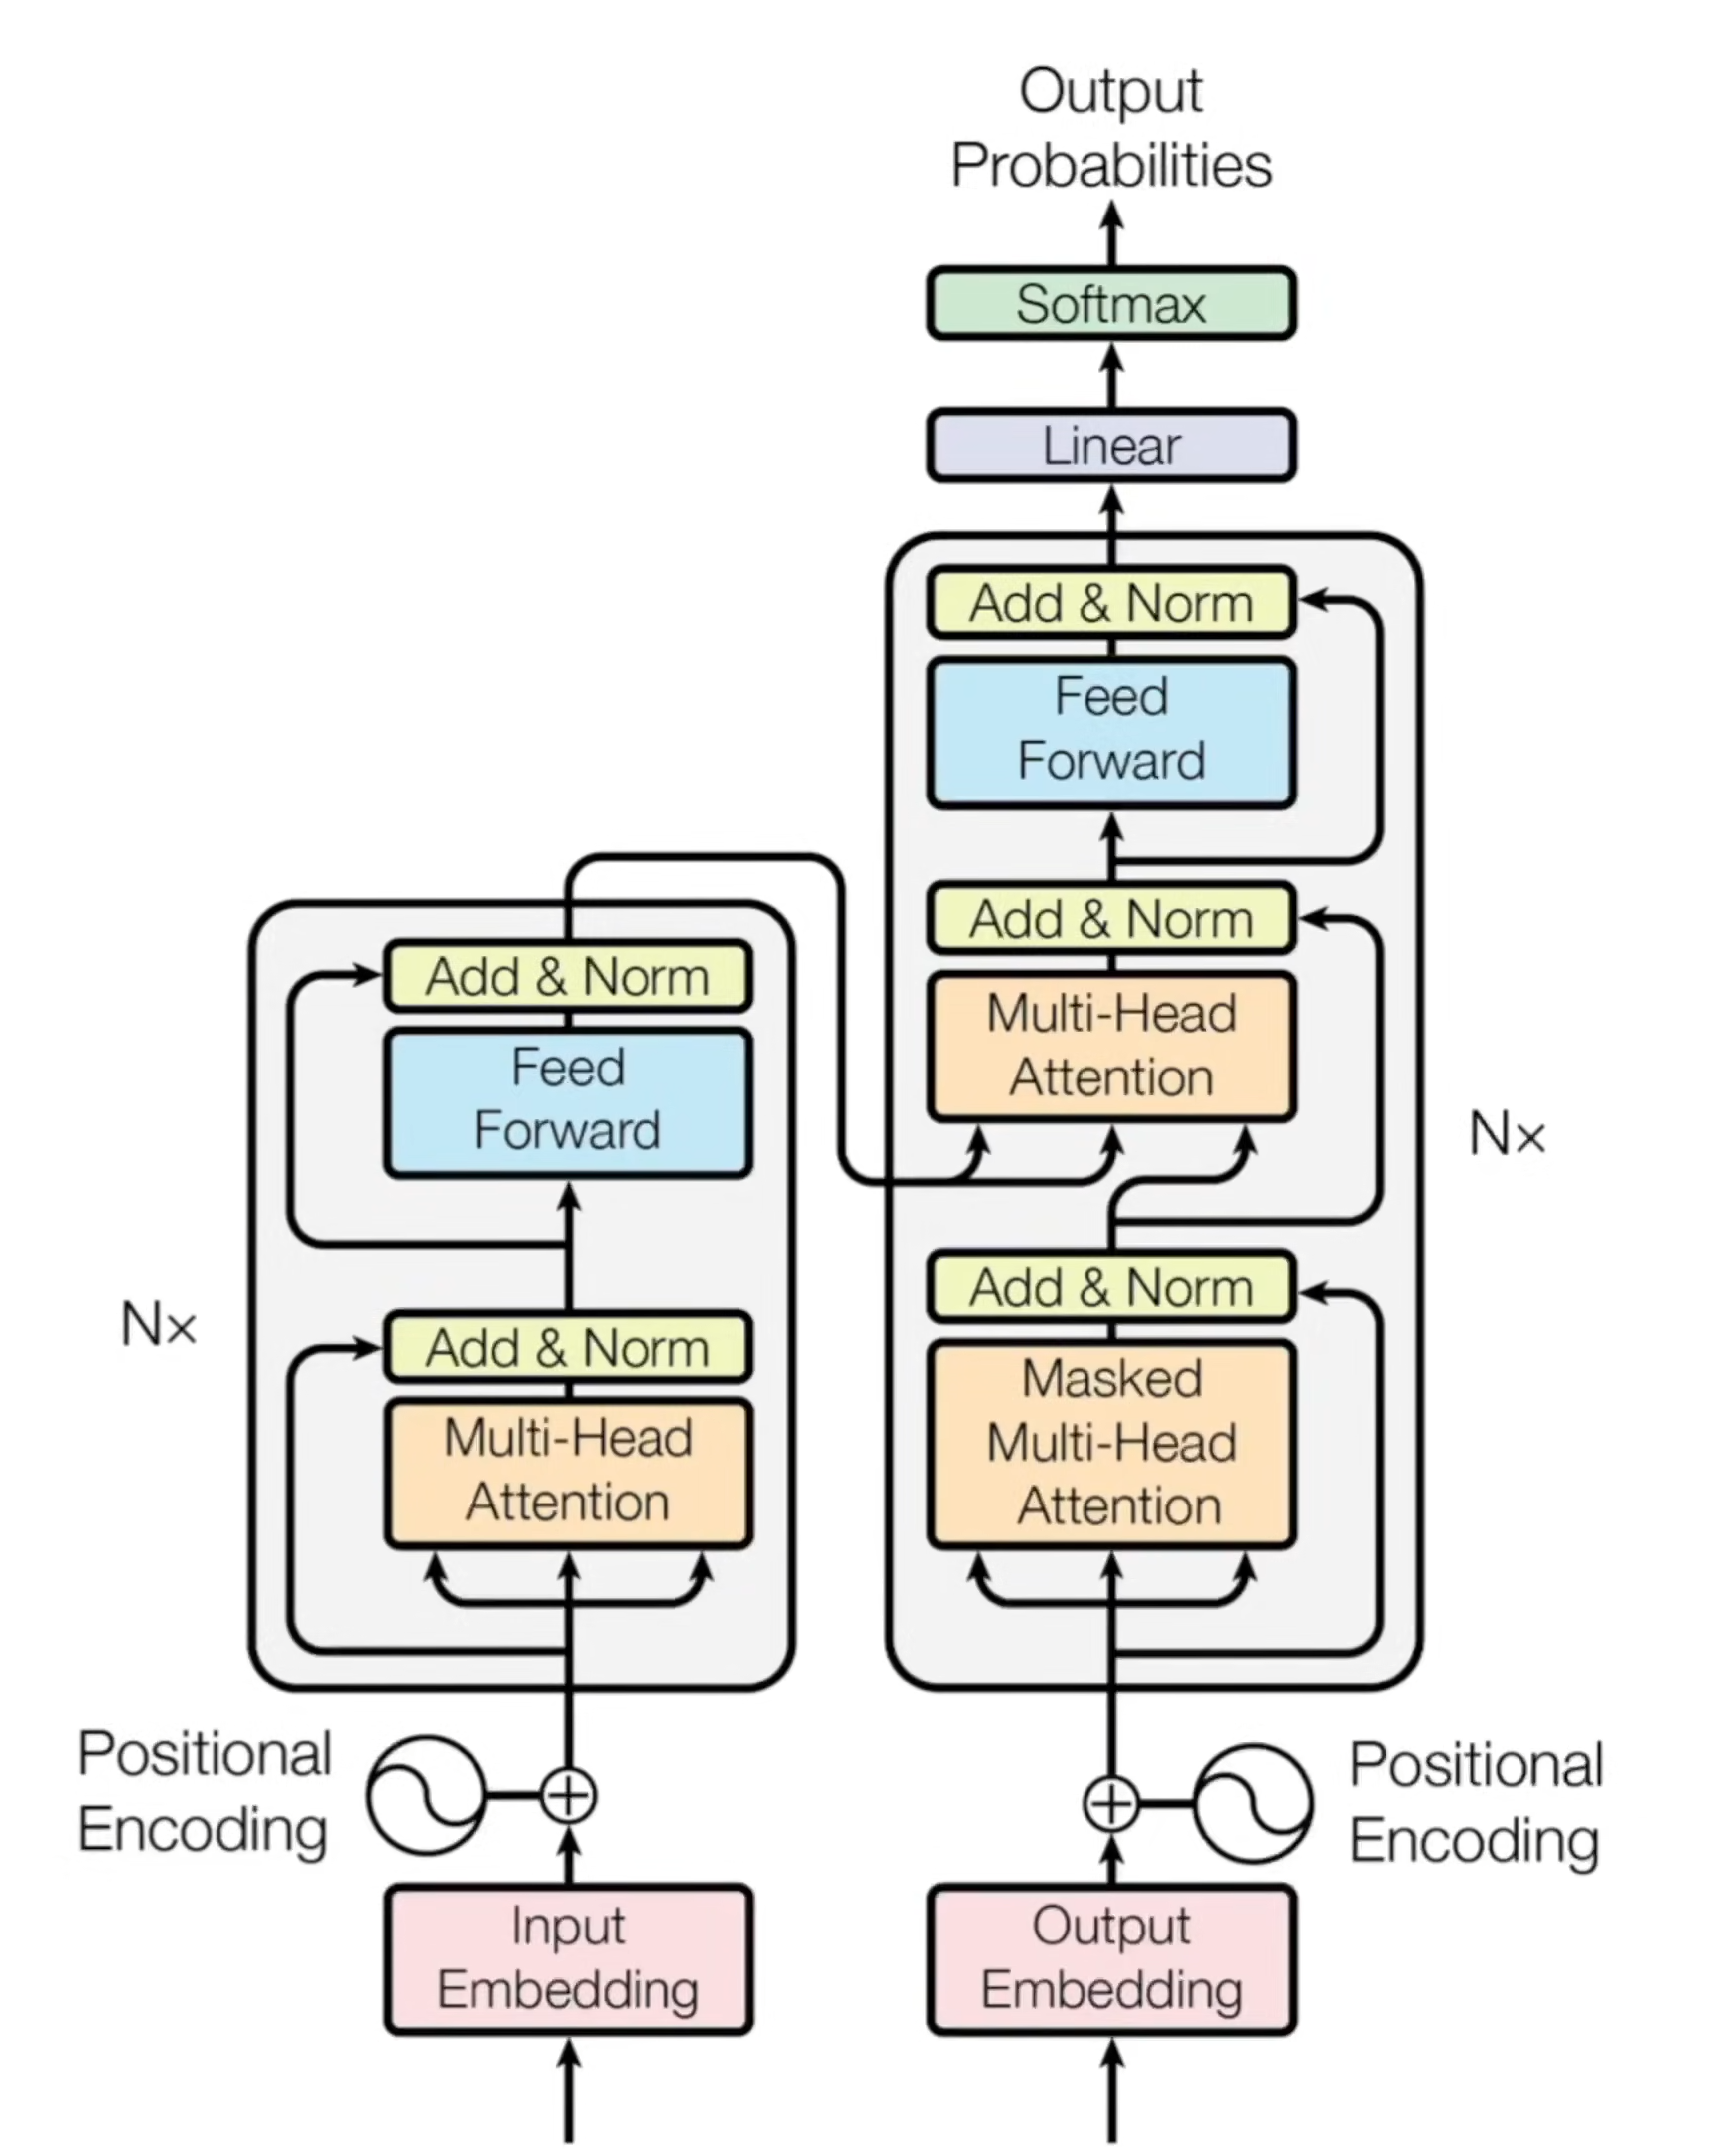 Output
Probabilities
Softmax
Linear
Add & Norm
Feed
Forward
Add & Norm
Multi-Head
Attention
Nx
Add & Norm
Masked
Multi-Head
Attention
Add & Norm
Feed
Forward
Nx
Add & Norm
Multi-Head
Attention
Positional
Encoding
Positional
Encoding
Input
Embedding
Output
Embedding